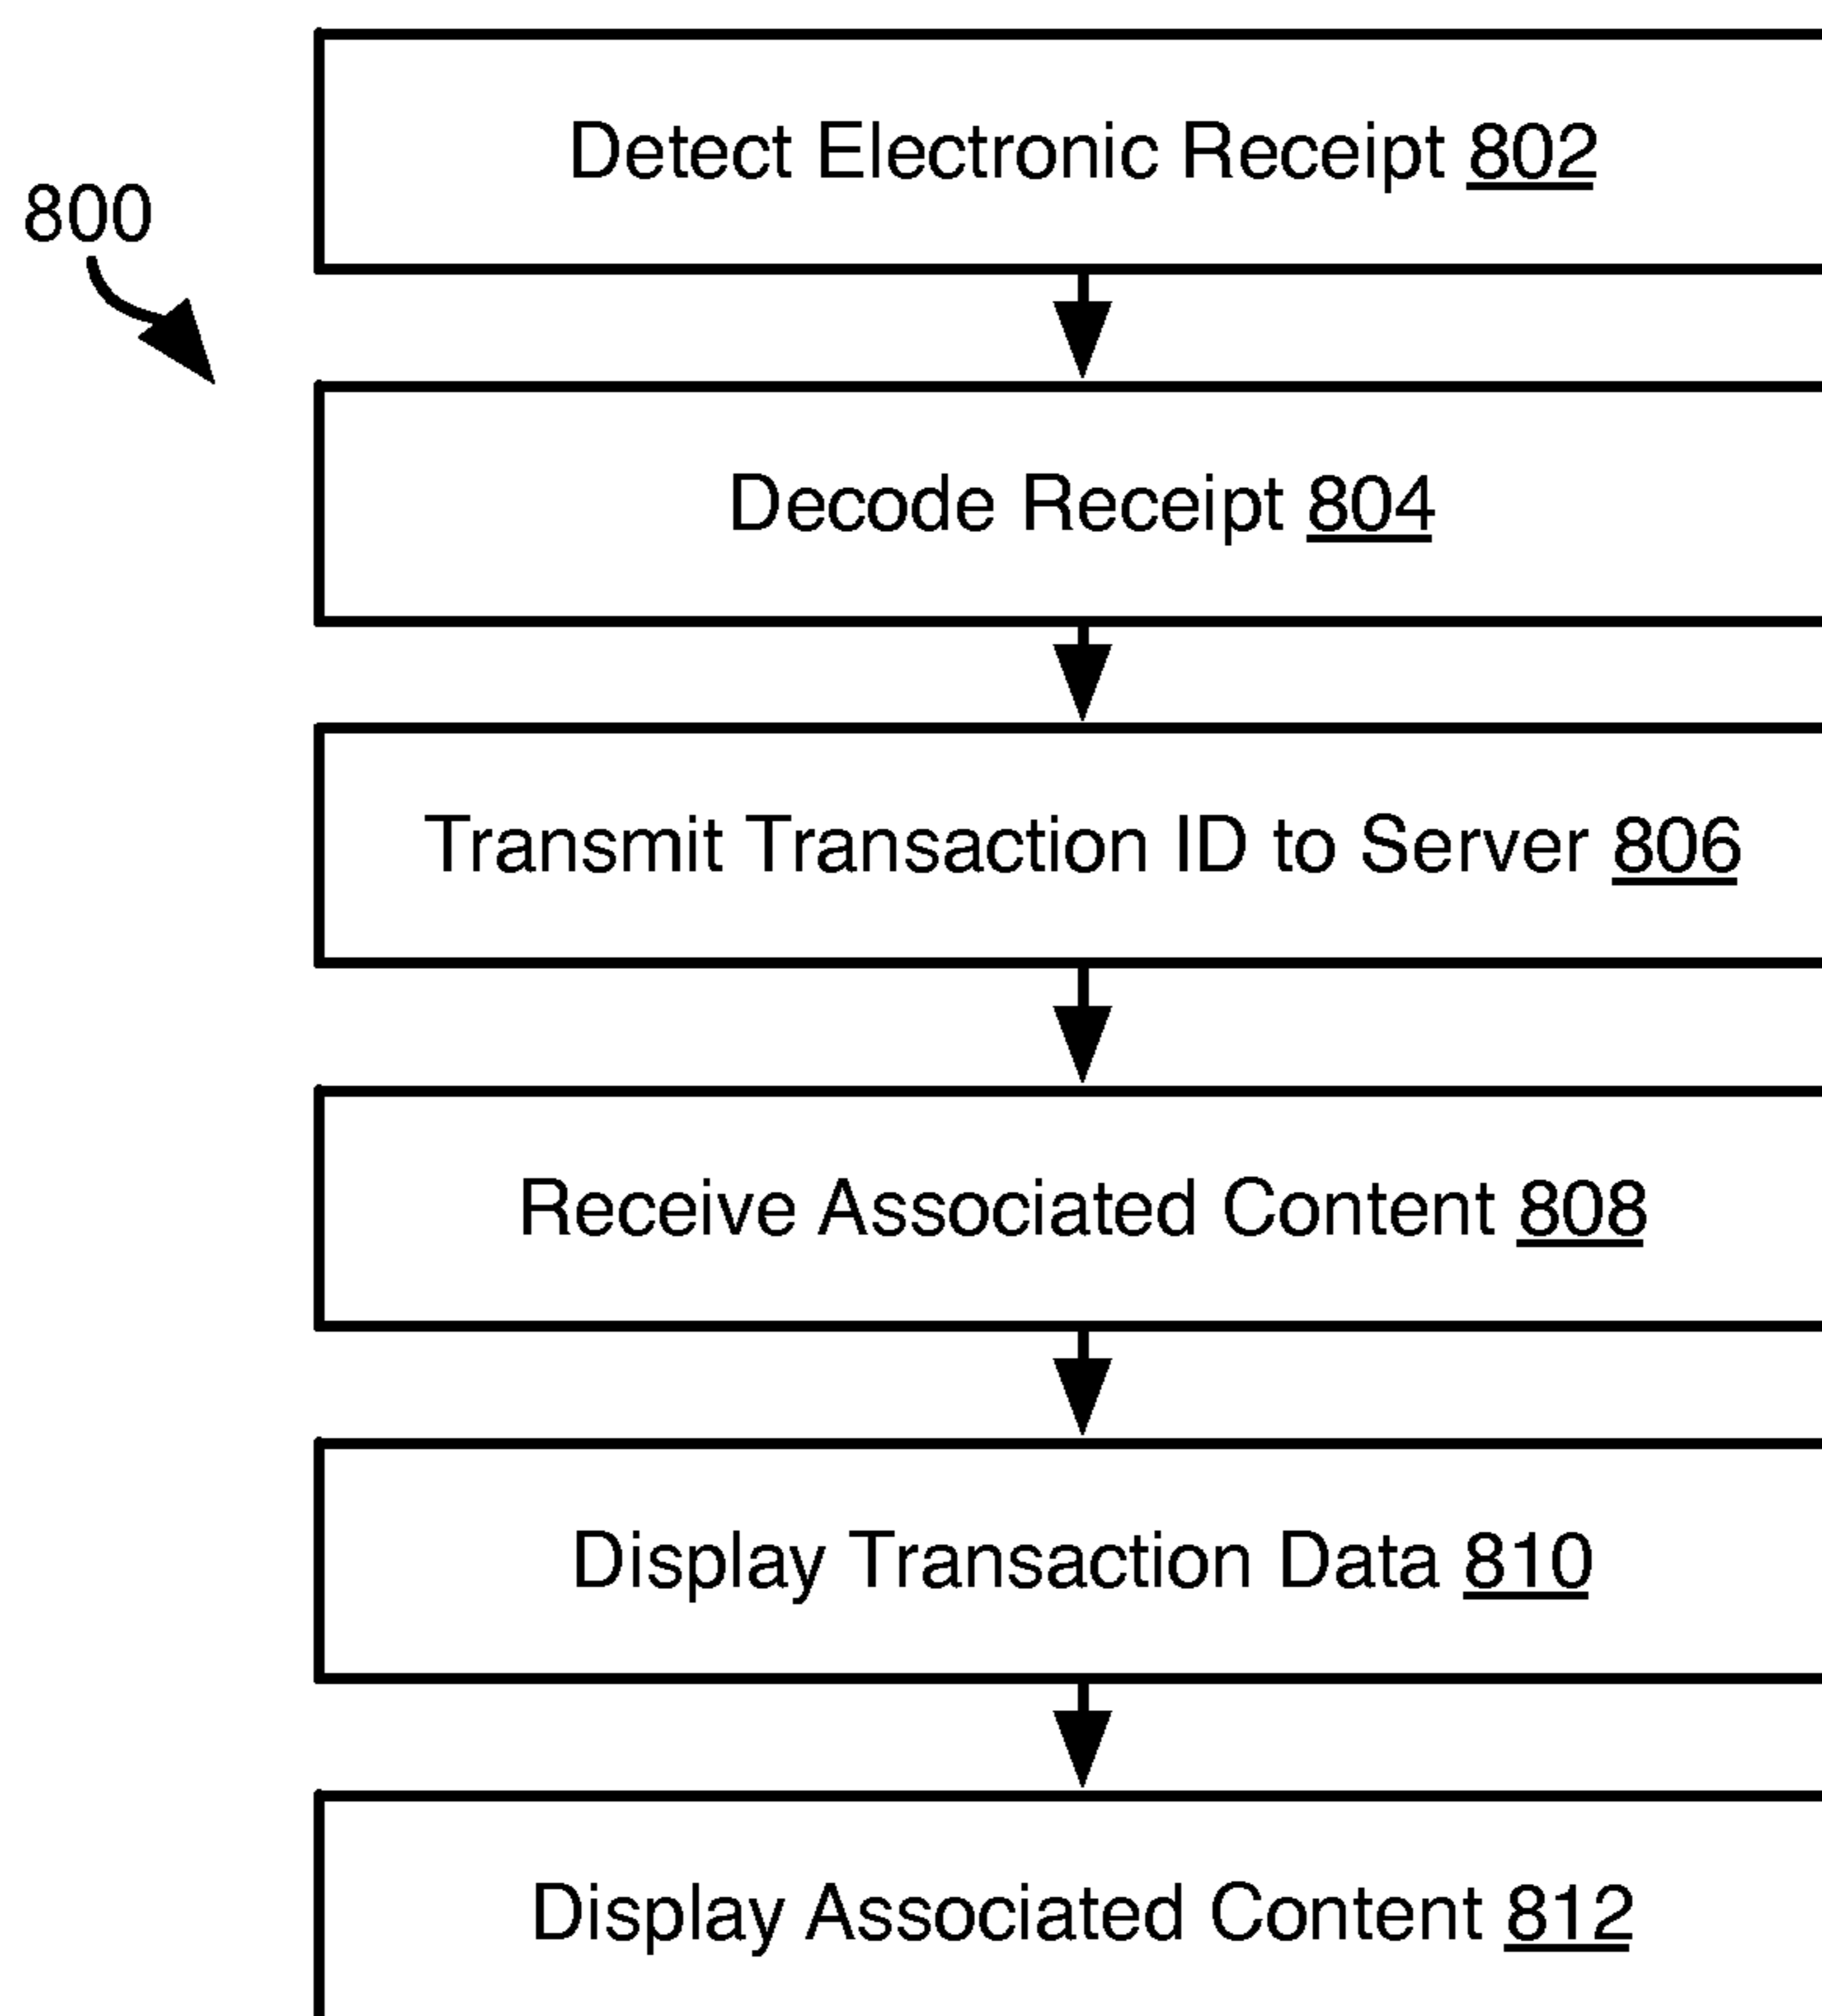 Detect Electronic Receipt 802
800
Decode Receipt 804
Transmit Transaction ID to Server 806
Receive Associated Content 808
Display Transaction Data 810
Display Associated Content 812